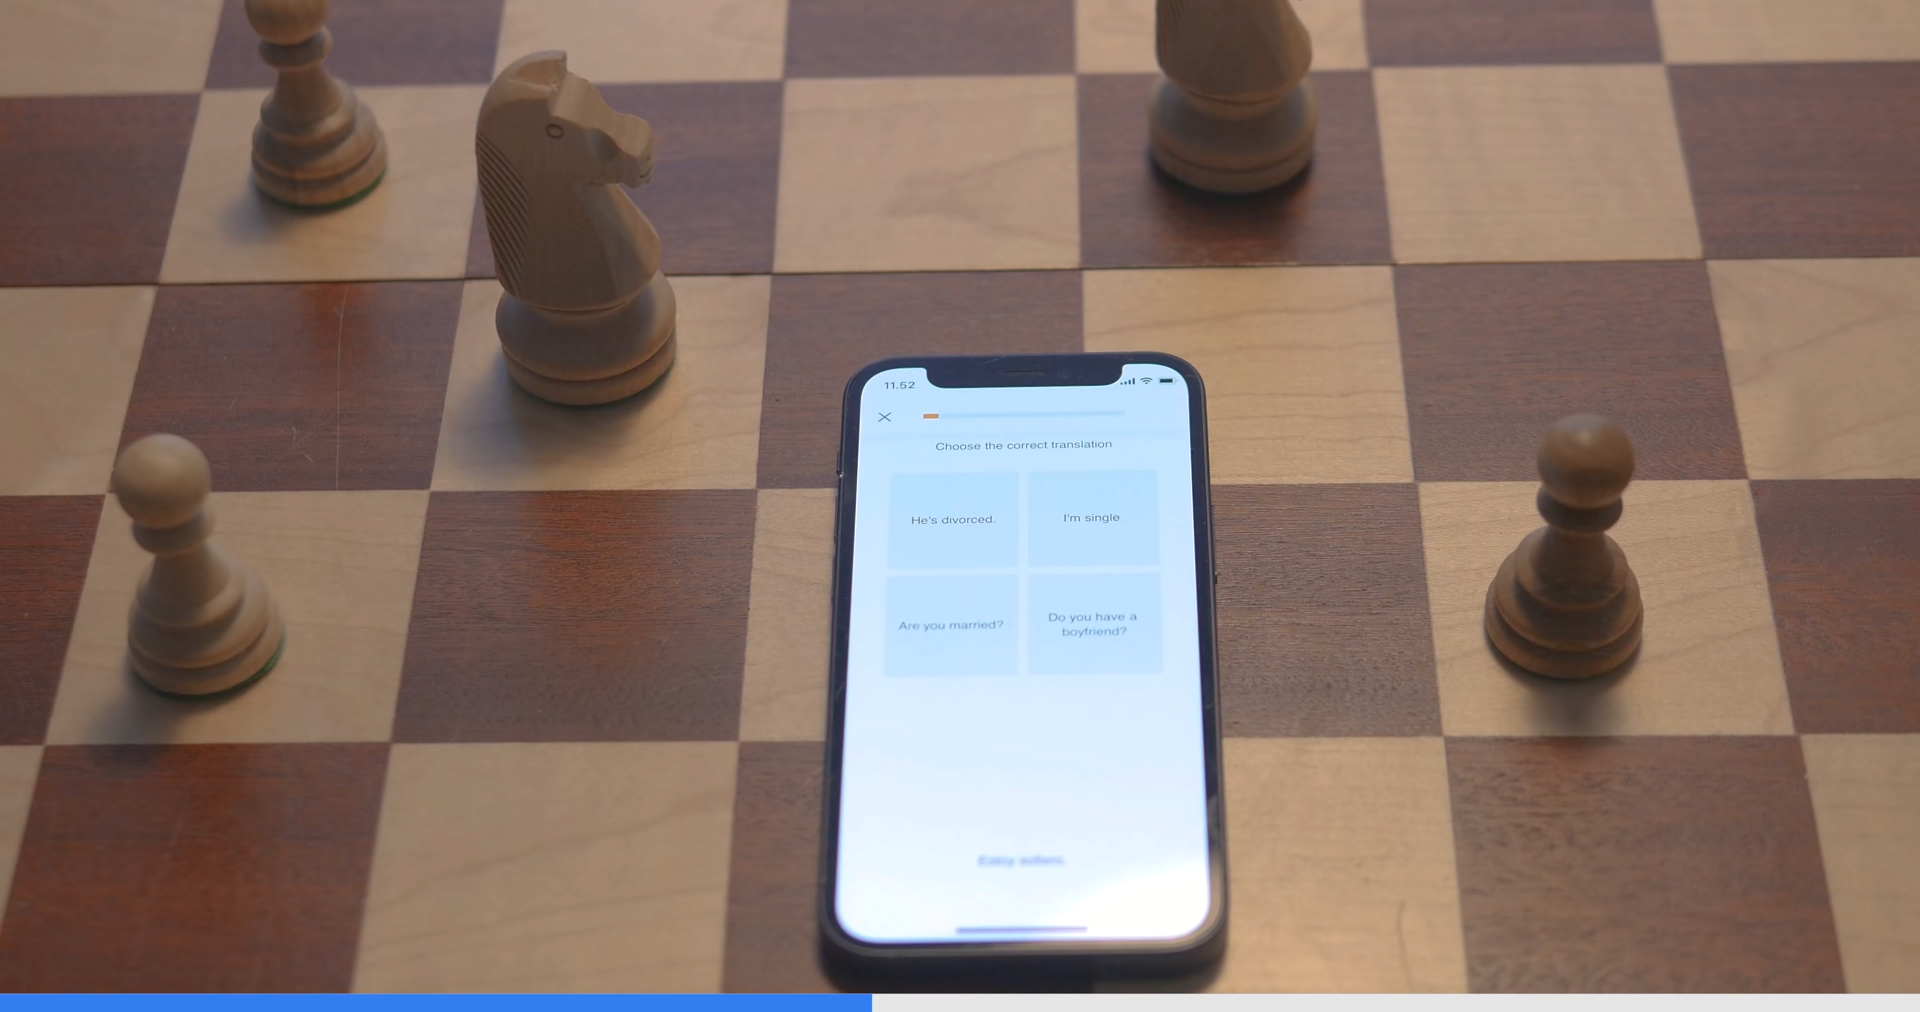 11.52
Choose the correct translation
He's divorced.
I'm single.
Are you married?
Do you have a
boyfriend?